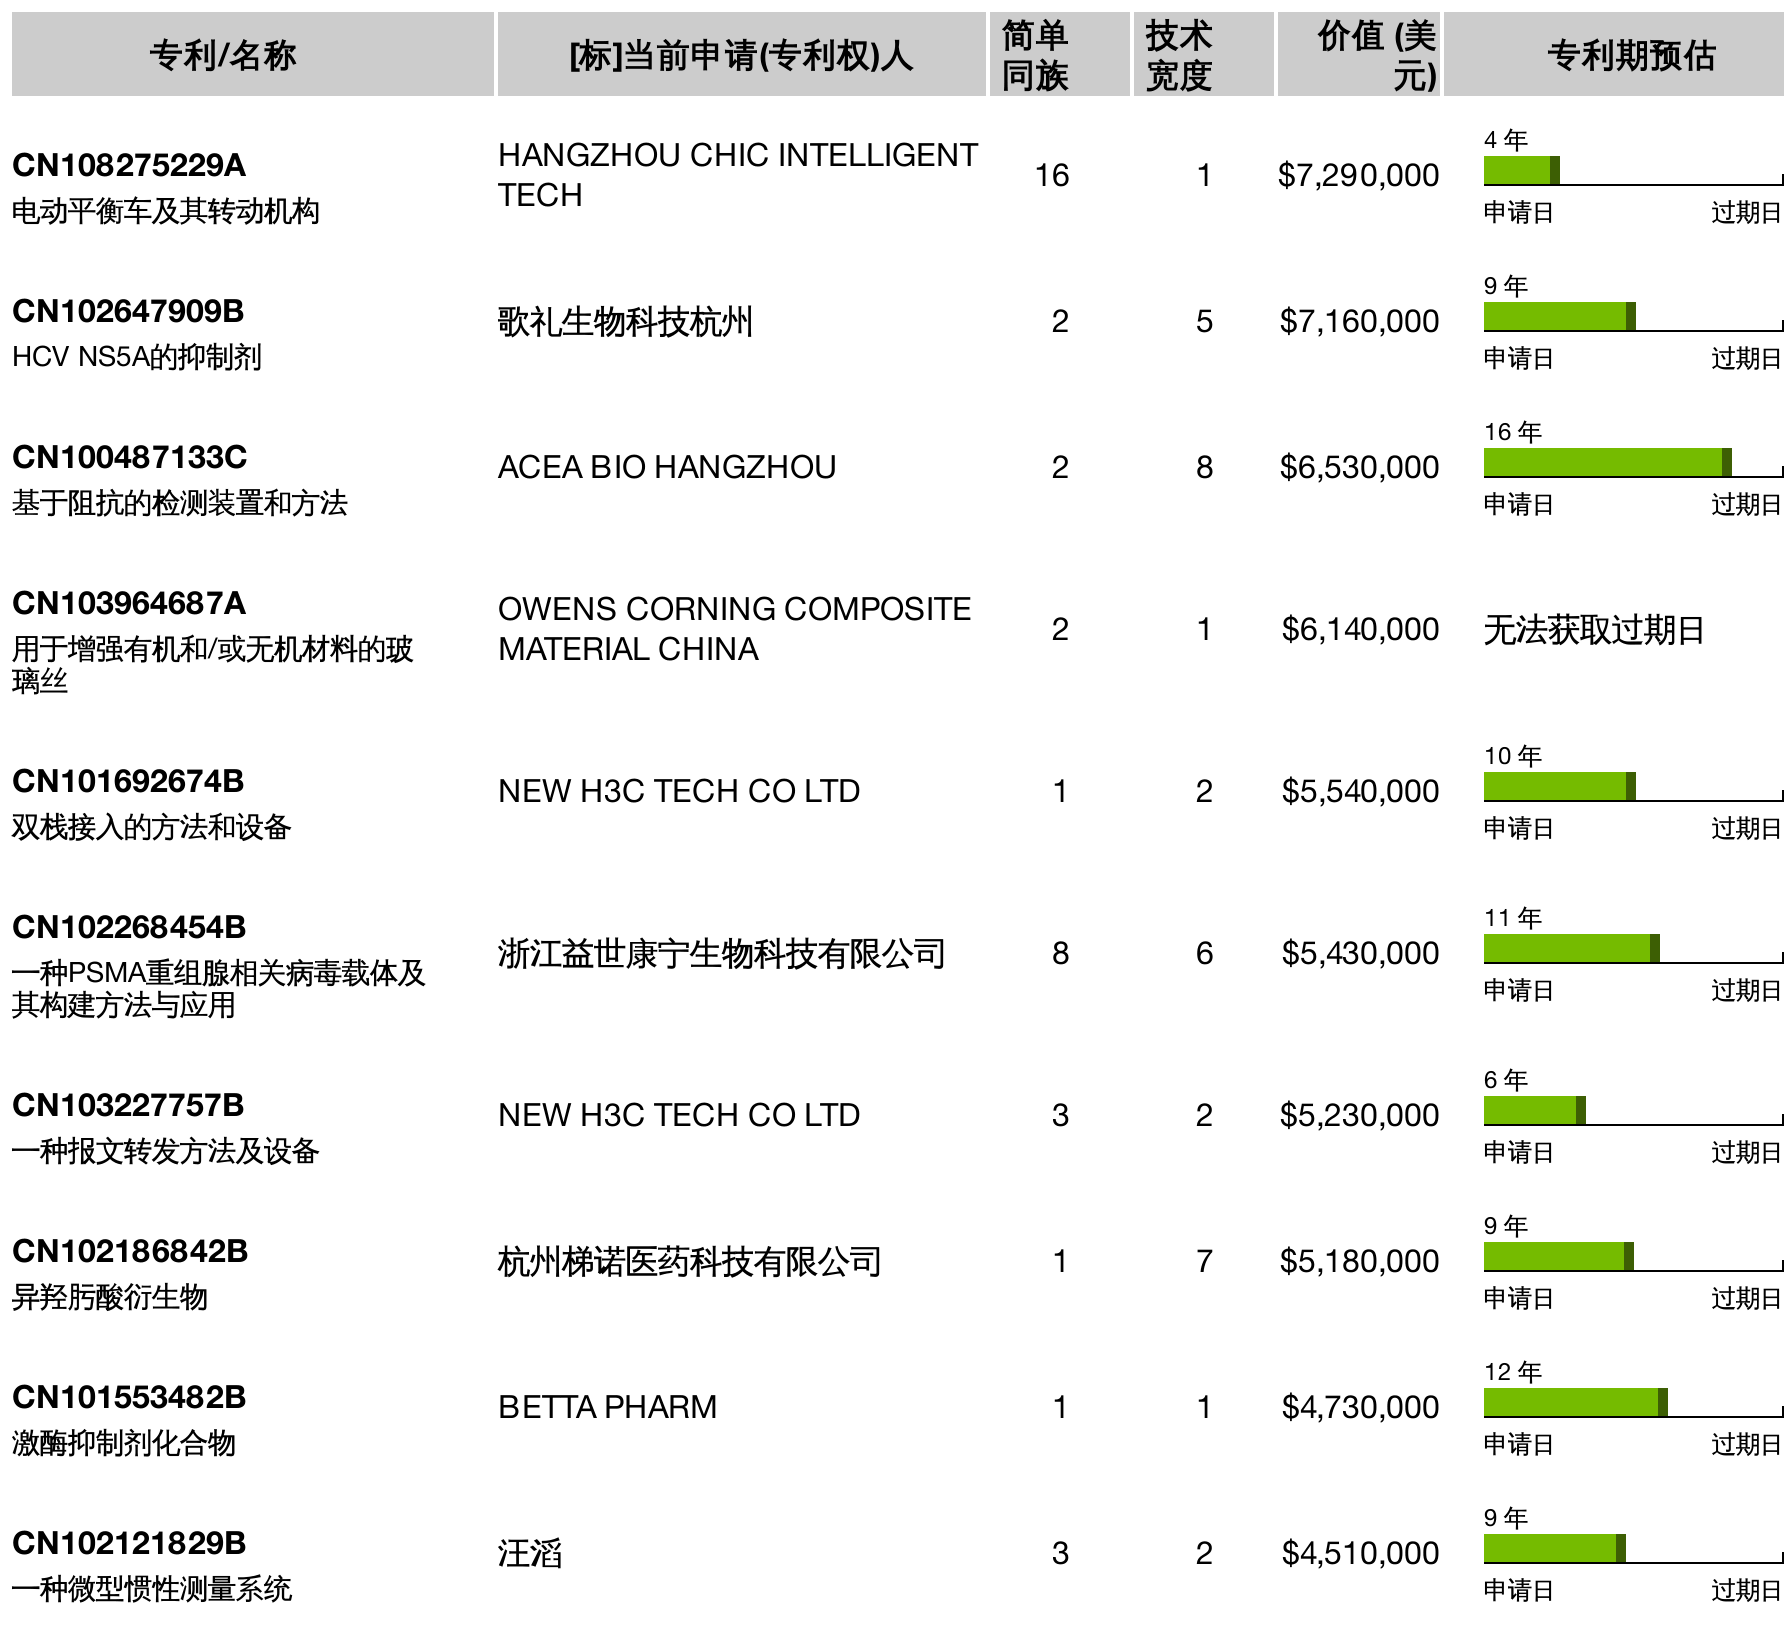 专利/名称
[标]当前申请(专利权)人
简单
同族
技术
宽度
价值 (美
元)
专利期预估
CN108275229A
电动平衡车及其转动机构
HANGZHOU CHIC INTELLIGENT
TECH
16
1
$7,290,000
4 年
申请日
过期日
CN102647909B
HCV NS5A的抑制剂
歌礼生物科技杭州
2
5
$7,160,000
9 年
申请日
过期日
CN100487133C
基于阻抗的检测装置和方法
ACEA BIO HANGZHOU
2
8
$6,530,000
16 年
申请日
过期日
CN103964687A
用于增强有机和/或无机材料的玻
璃丝
OWENS CORNING COMPOSITE
MATERIAL CHINA
2
1
$6,140,000
无法获取过期日
CN101692674B
双栈接入的方法和设备
NEW H3C TECH CO LTD
1
2
$5,540,000
10 年
申请日
过期日
CN102268454B
一种PSMA重组腺相关病毒载体及
其构建方法与应用
浙江益世康宁生物科技有限公司
8
6
$5,430,000
11 年
申请日
过期日
CN103227757B
一种报文转发方法及设备
NEW H3C TECH CO LTD
3
2
$5,230,000
6 年
申请日
过期日
CN102186842B
异羟肟酸衍生物
杭州梯诺医药科技有限公司
1
7
$5,180,000
9 年
申请日
过期日
CN101553482B
激酶抑制剂化合物
BETTA PHARM
1
1
$4,730,000
12 年
申请日
过期日
CN102121829B
一种微型惯性测量系统
汪滔
3
2
$4,510,000
9 年
申请日
过期日